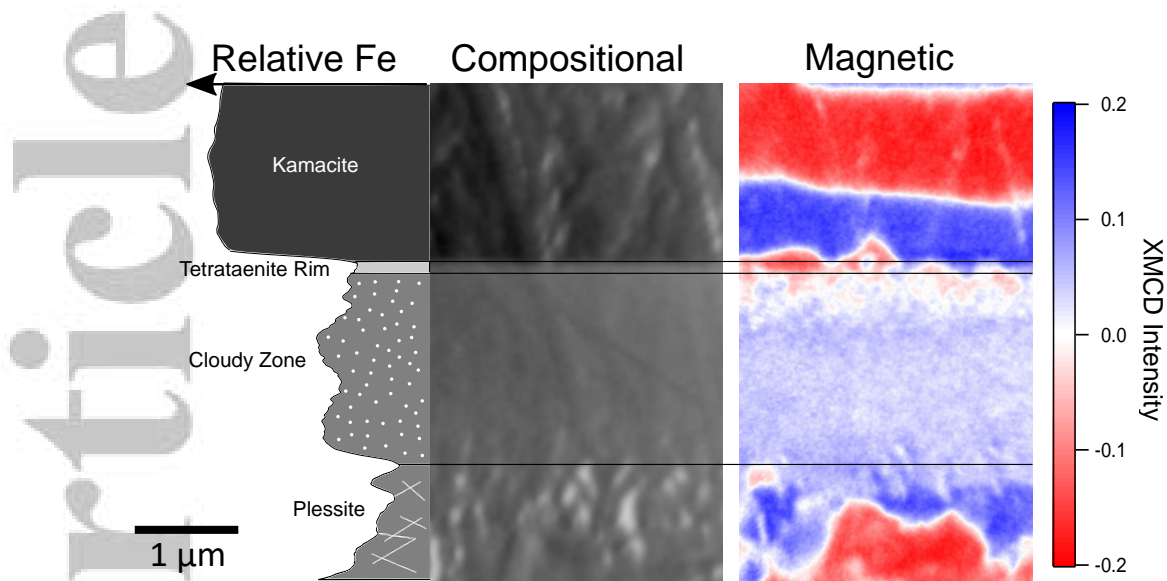 rticle
Relative Fe
Compositional
Magnetic
Kamacite
Tetrataenite Rim
Cloudy Zone
Plessite
1 µm
0.2
0.1
0.0
-0.1
-0.2
XMCD Intensity